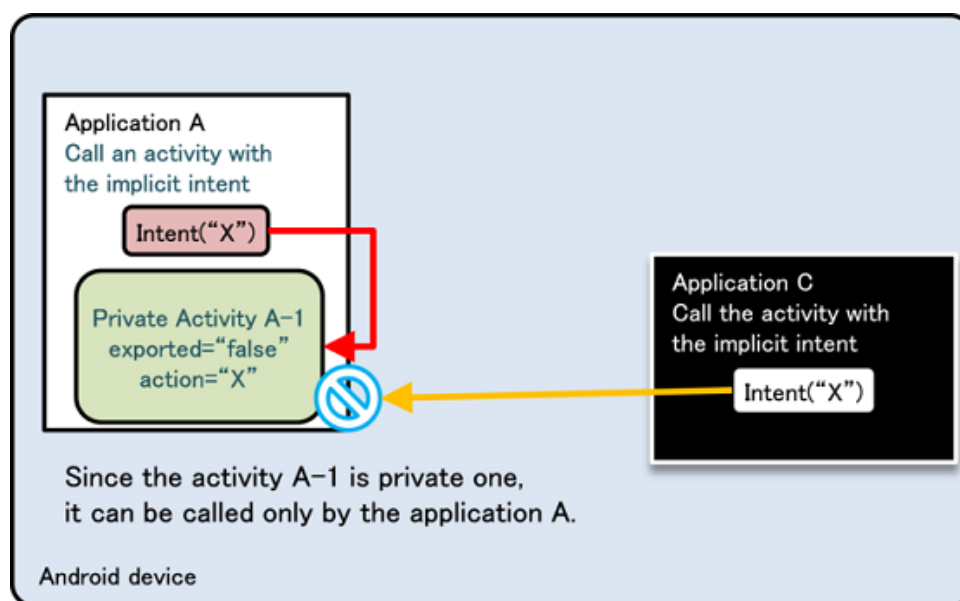 Application A
Call an activity with
the implicit intent
Intent(“X”)
Private Activity A-1
exported=“false”
action=“X”
Application C
Call the activity with
the implicit intent
Intent(“X”)
Since the activity A-1 is private one,
it can be called only by the application A.
Android device